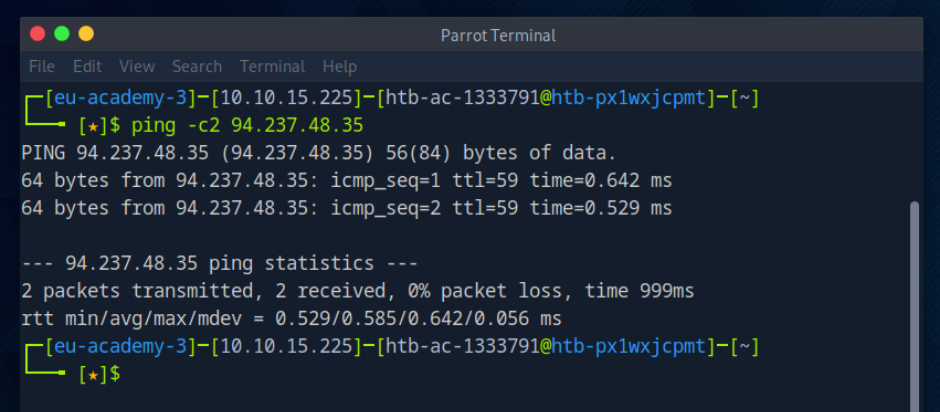 Parrot Terminal
File Edit View Search Terminal Help
┌─[eu-academy-3]─[10.10.15.225]─[htb-ac-1333791@htb-px1wxjcpmt]─[~]
└──╼ [★]$ ping -c2 94.237.48.35
PING 94.237.48.35 (94.237.48.35) 56(84) bytes of data.
64 bytes from 94.237.48.35: icmp_seq=1 ttl=59 time=0.642 ms
64 bytes from 94.237.48.35: icmp_seq=2 ttl=59 time=0.529 ms
--- 94.237.48.35 ping statistics ---
2 packets transmitted, 2 received, 0% packet loss, time 999ms
rtt min/avg/max/mdev = 0.529/0.585/0.642/0.056 ms
┌─[eu-academy-3]─[10.10.15.225]─[htb-ac-1333791@htb-px1wxjcpmt]─[~]
└──╼ [★]$